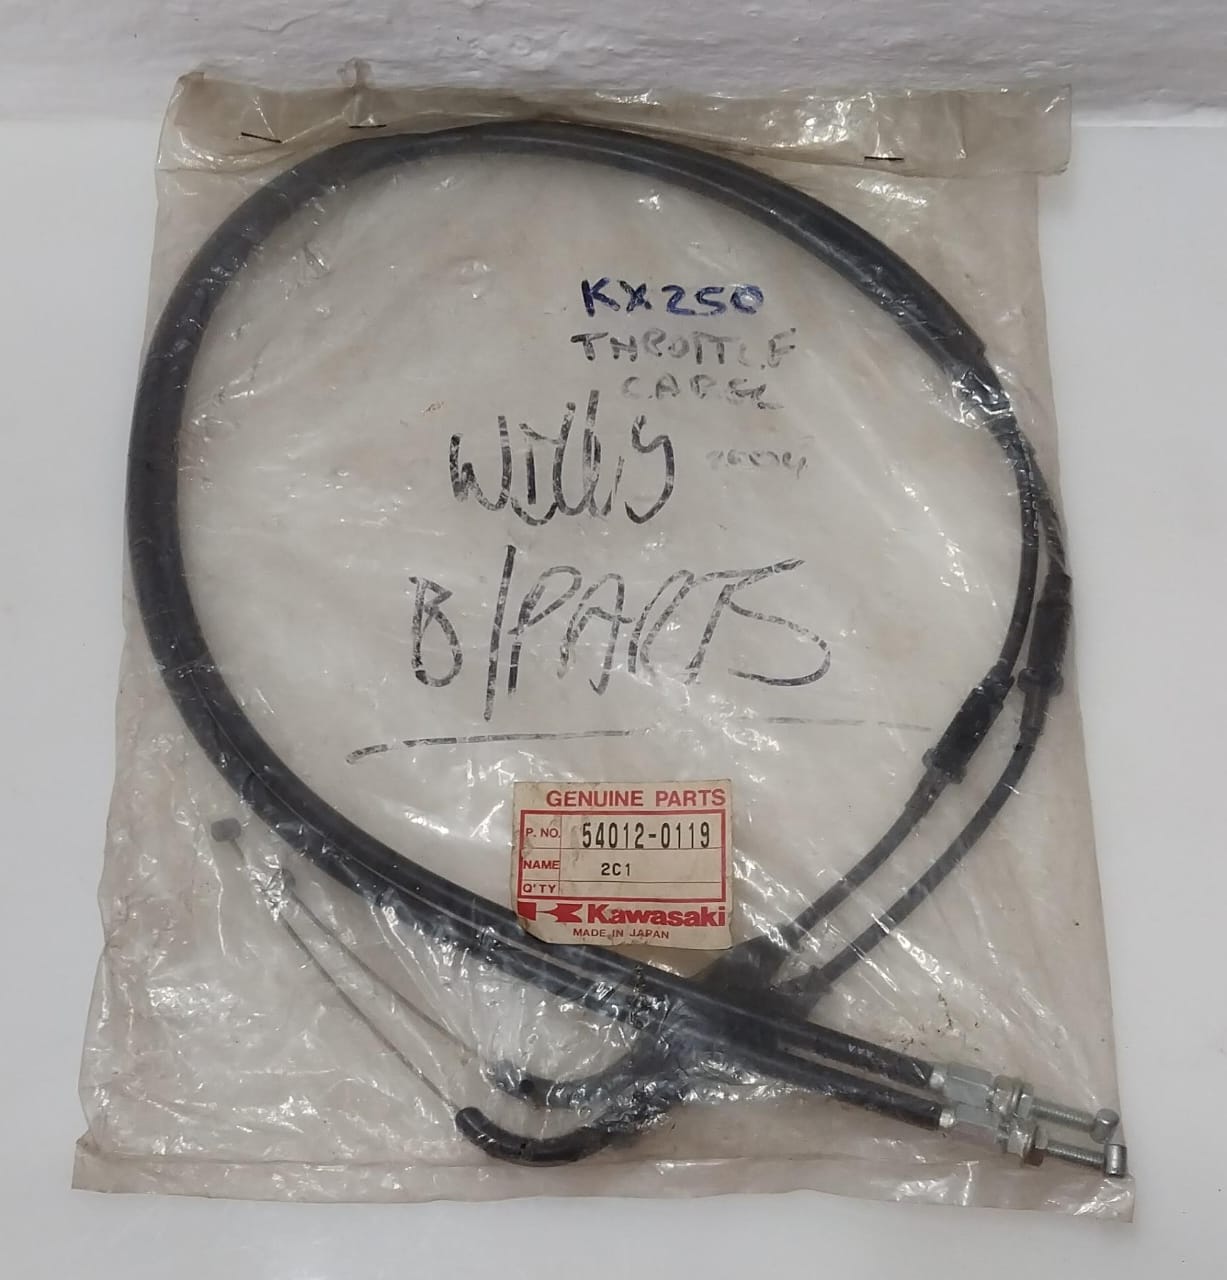 KX250
THROTTLE
CABLE
Willy
B/PARTS
GENUINE PARTS
P. NO. 54012-0119
NAME 2C1
Q'TY
Kawasaki
MADE IN JAPAN